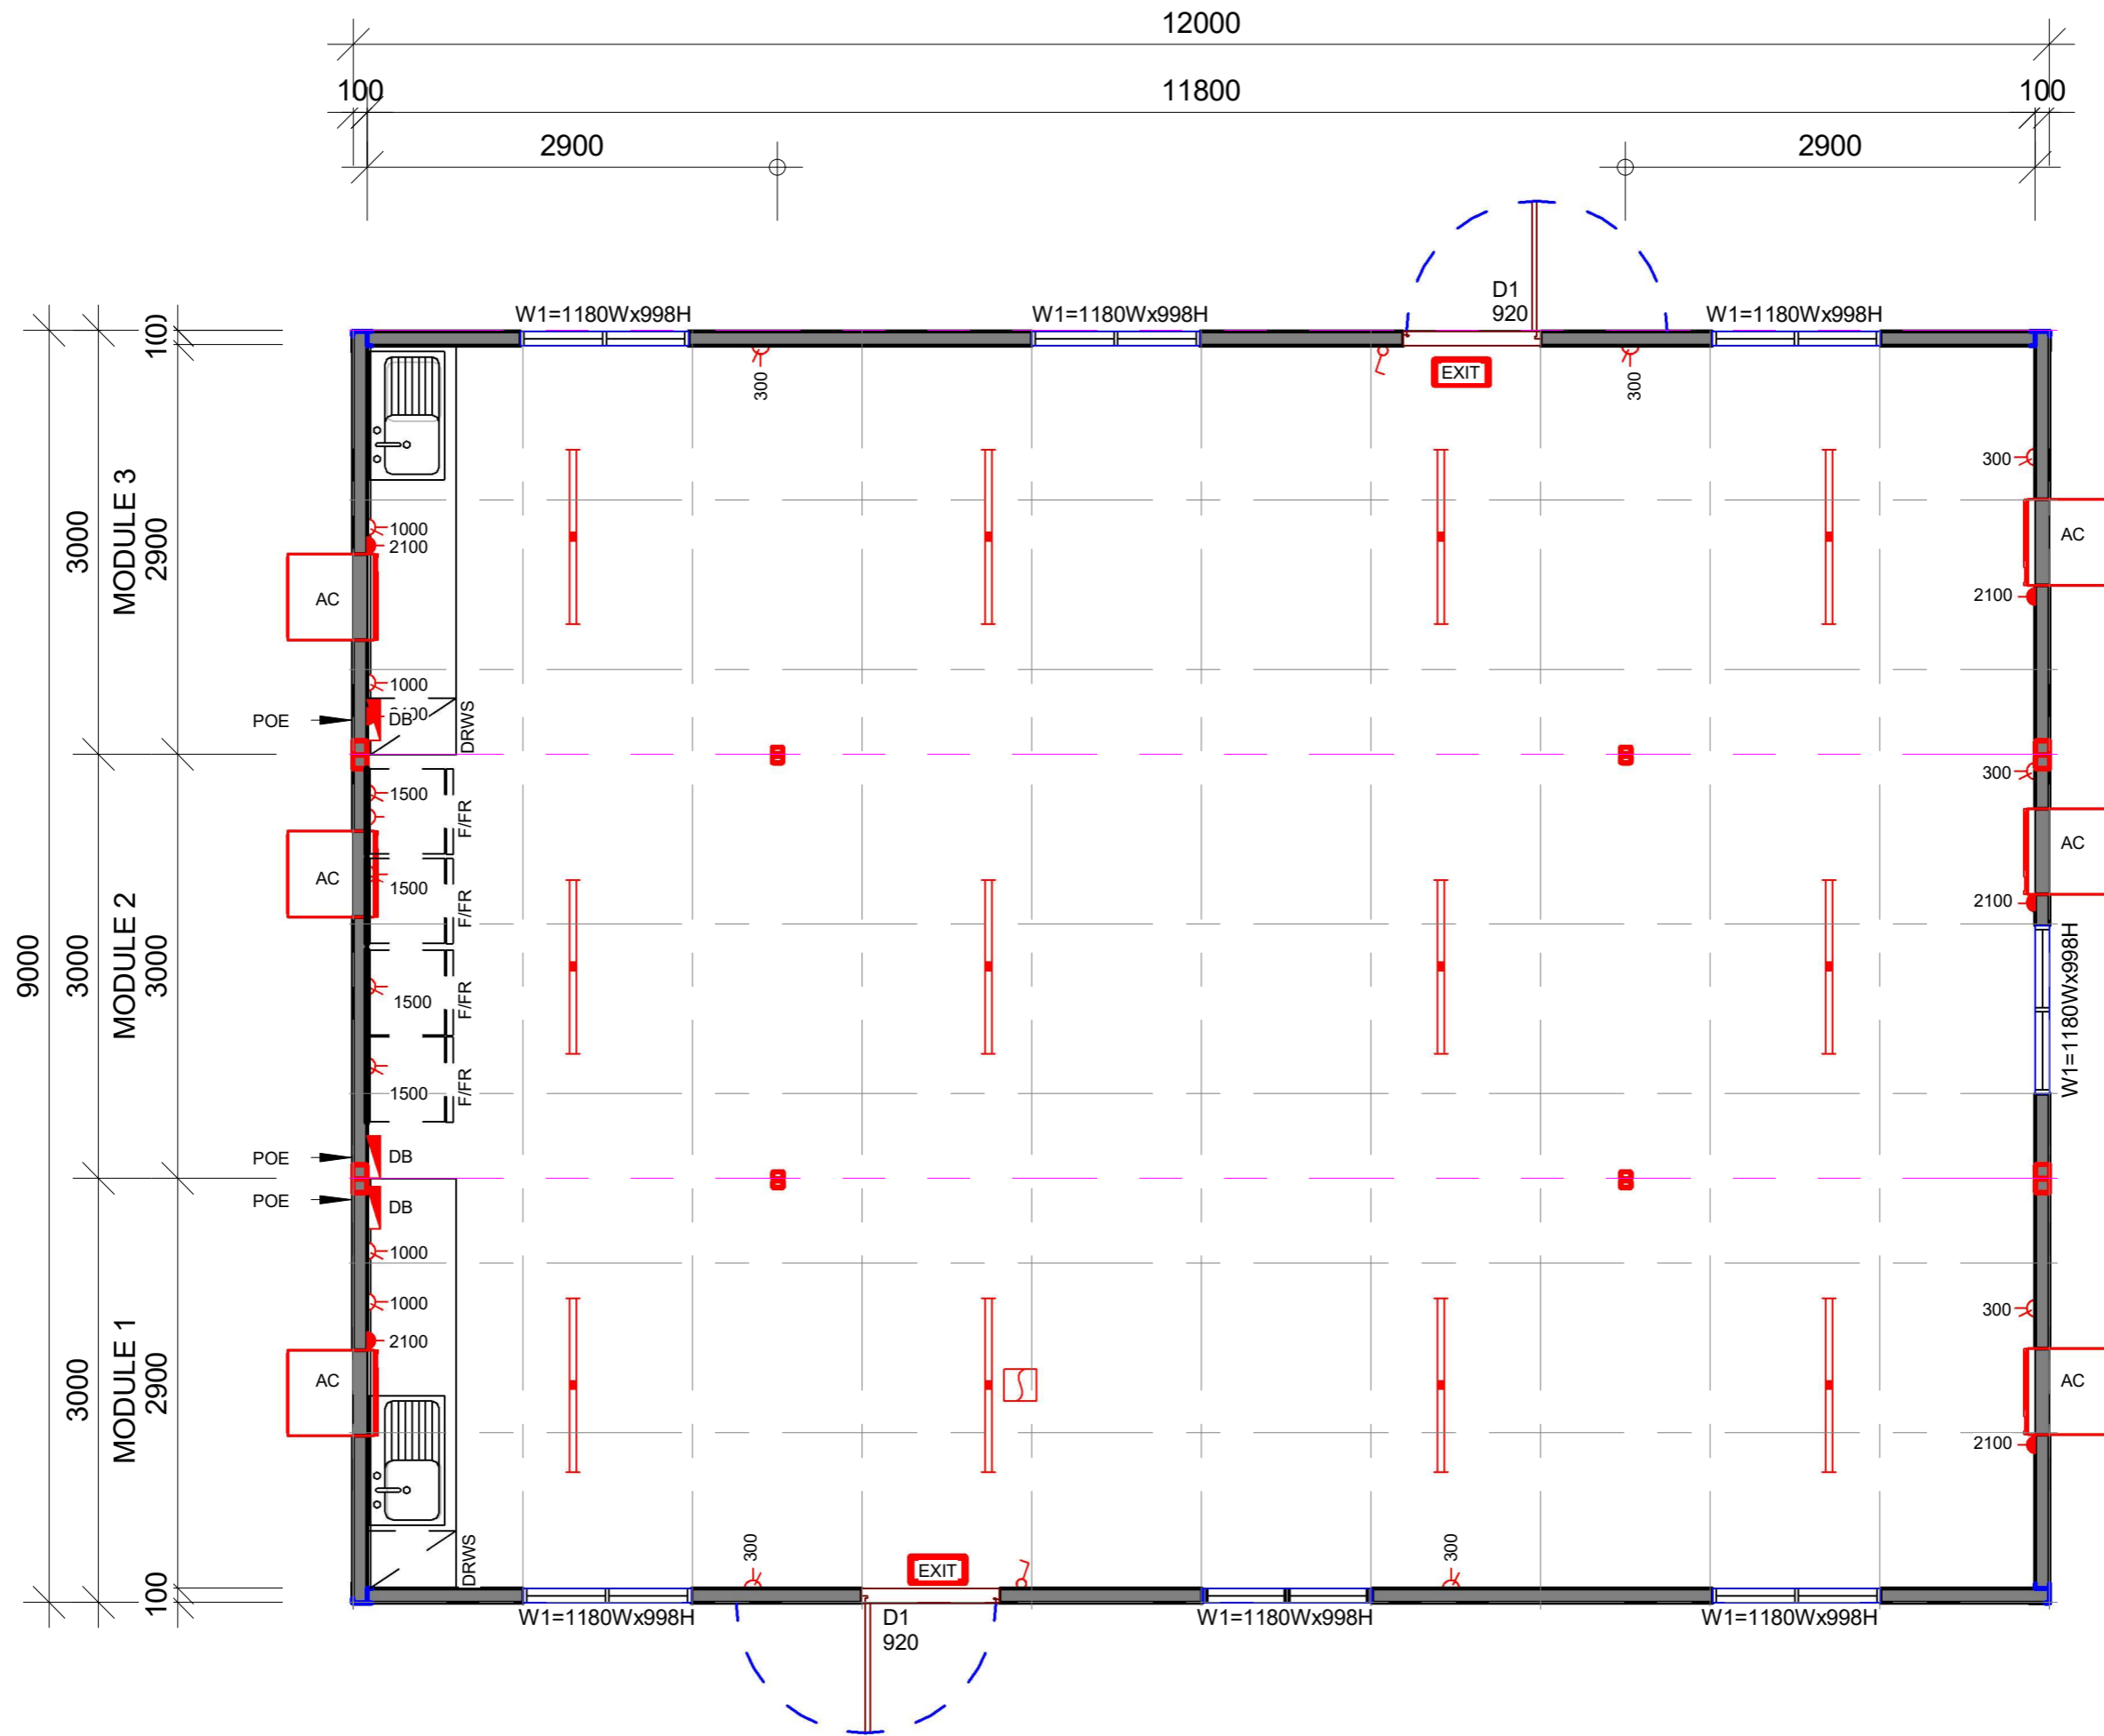 12000
100
11800
100
2900
2900
D1
920
W1=1180Wx998H
W1=1180Wx998H
W1=1180Wx998H
100
EXIT
300
300
300
MODULE 3
3000
2900
1000
2100
AC
AC
AC
2100
1000
POE
DB
DRWS
300
1500
F/FR
AC
1500
F/FR
AC
2100
9000
3000
MODULE 2
3000
1500
F/FR
W1=1180Wx998H
1500
F/FR
POE
DB
POE
DB
1000
1000
300
2100
3000
MODULE 1
2900
AC
AC
2100
300
300
DRWS
EXIT
100
W1=1180Wx998H
D1
920
W1=1180Wx998H
W1=1180Wx998H